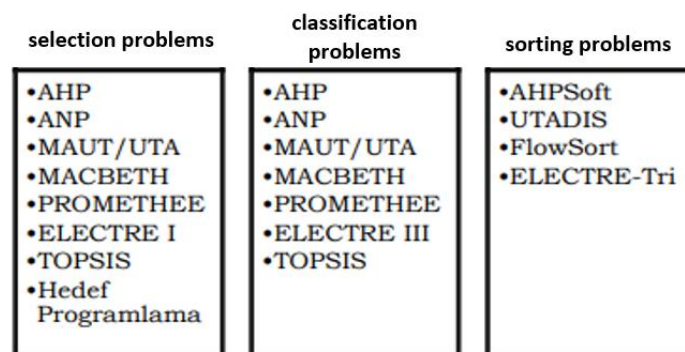 selection problems
•AHP
•ANP
•MAUT/UTA
•MACBETH
•PROMETHEE
•ELECTRE I
•TOPSIS
•Hedef
Programlama
classification
problems
•AHP
•ANP
•MAUT/UTA
•MACBETH
•PROMETHEE
•ELECTRE III
•TOPSIS
sorting problems
•AHPSoft
•UTADIS
•FlowSort
•ELECTRE-Tri